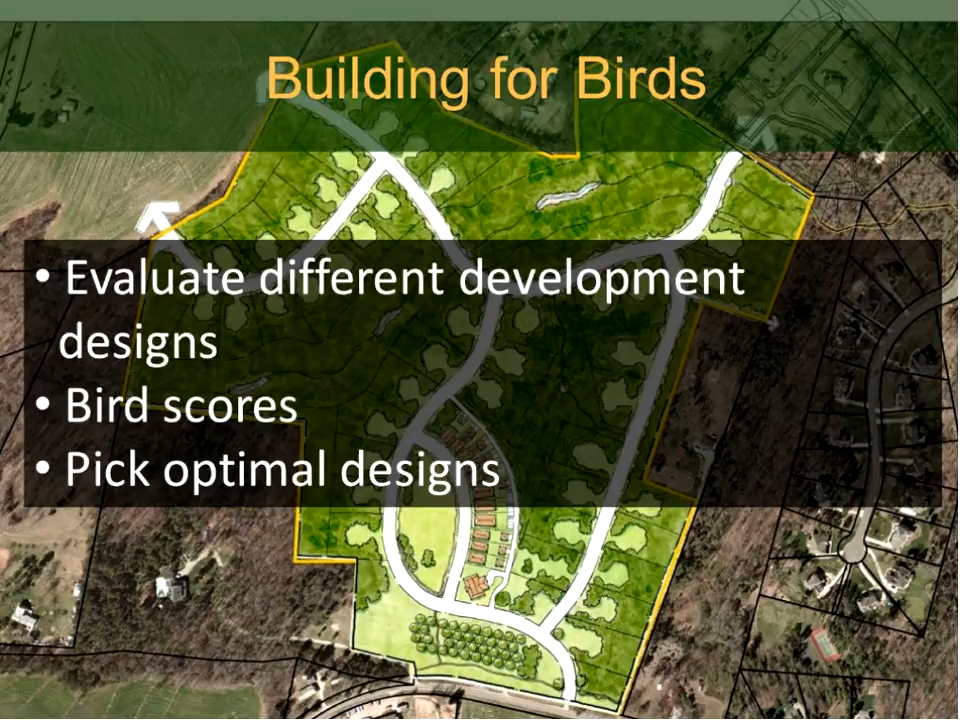 Building for Birds
• Evaluate different development
designs
• Bird scores
• Pick optimal designs